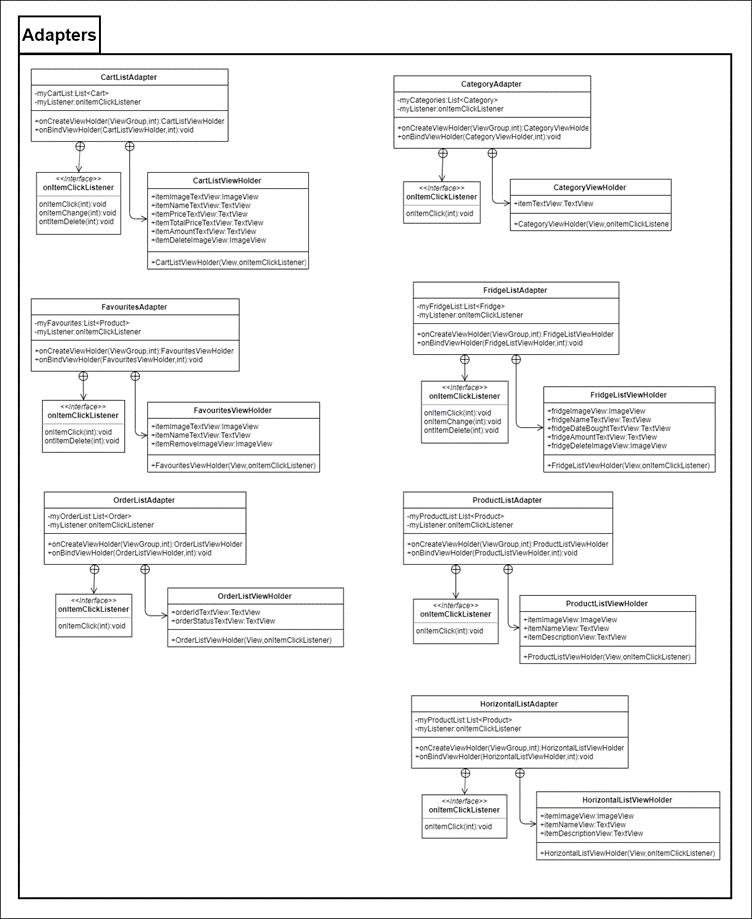 Adapters
CartListAdapter
-myCartList:List<Cart>
-myListener:onItemClickListener
+onCreateViewHolder(ViewGroup,int):CartListViewHolder
+onBindViewHolder(CartListViewHolder,int):void
<<interface>>
onItemClickListener
onItemClick(int):void
onItemChange(int):void
ontItemDelete(int):void
CartListViewHolder
+itemImageTextView:ImageView
+itemNameTextView:TextView
+itemPriceTextView:TextView
+itemTotalPriceTextView:TextView
+itemAmountTextView:TextView
+itemDeleteImageView:ImageView
+CartListViewHolder(View,onItemClickListener)
CategoryAdapter
-myCategories:List<Category>
-myListener:onItemClickListener
+onCreateViewHolder(ViewGroup,int):CategoryViewHolde
+onBindViewHolder(CategoryViewHolder,int):void
<<interface>>
onItemClickListener
onItemClick(int):void
CategoryViewHolder
+itemTextView:TextView
+CategoryViewHolder(View,onItemClickListene
FavouritesAdapter
-myFavourites:List<Product>
-myListener:onItemClickListener
+onCreateViewHolder(ViewGroup,int):FavouritesViewHolder
+onBindViewHolder(FavouritesViewHolder,int):void
<<interface>>
onItemClickListener
onItemClick(int):void
ontItemDelete(int):void
FavouritesViewHolder
+itemImageTextView:ImageView
+itemNameTextView:TextView
+itemRemoveImageView:ImageView
+FavouritesViewHolder(View,onItemClickListener)
FridgeListAdapter
-myFridgeList:List<Fridge>
-myListener:onItemClickListener
+onCreateViewHolder(ViewGroup,int):FridgeListViewHolder
+onBindViewHolder(FridgeListViewHolder,int):void
<<interface>>
onItemClickListener
onItemClick(int):void
onItemChange(int):void
ontItemDelete(int):void
FridgeListViewHolder
+fridgeImageView:ImageView
+fridgeNameTextView:TextView
+fridgeDateBoughtTextView:TextView
+fridgeAmountTextView:TextView
+fridgeDeleteImageView:ImageView
+FridgeListViewHolder(View,onItemClickListener)
OrderListAdapter
-myOrderList:List<Order>
-myListener:onItemClickListener
+onCreateViewHolder(ViewGroup,int):OrderListViewHolder
+onBindViewHolder(OrderListViewHolder,int):void
<<interface>>
onItemClickListener
onItemClick(int):void
OrderListViewHolder
+orderIdTextView:TextView
+orderStatusTextView:TextView
+OrderListViewHolder(View,onItemClickListener)
ProductListAdapter
-myProductList:List<Product>
-myListener:onItemClickListener
+onCreateViewHolder(ViewGroup,int):ProductListViewHolder
+onBindViewHolder(ProductListViewHolder,int):void
<<interface>>
onItemClickListener
onItemClick(int):void
ProductListViewHolder
+itemImageView:ImageView
+itemNameView:TextView
+itemDescriptionView:TextView
+ProductListViewHolder(View,onItemClickListener)
HorizontalListAdapter
-myProductList:List<Product>
-myListener:onItemClickListener
+onCreateViewHolder(ViewGroup,int):HorizontalListViewHolder
+onBindViewHolder(HorizontalListViewHolder,int):void
<<interface>>
onItemClickListener
onItemClick(int):void
HorizontalListViewHolder
+itemImageView:ImageView
+itemNameView:TextView
+itemDescriptionView:TextView
+HorizontalListViewHolder(View,onItemClickListener)